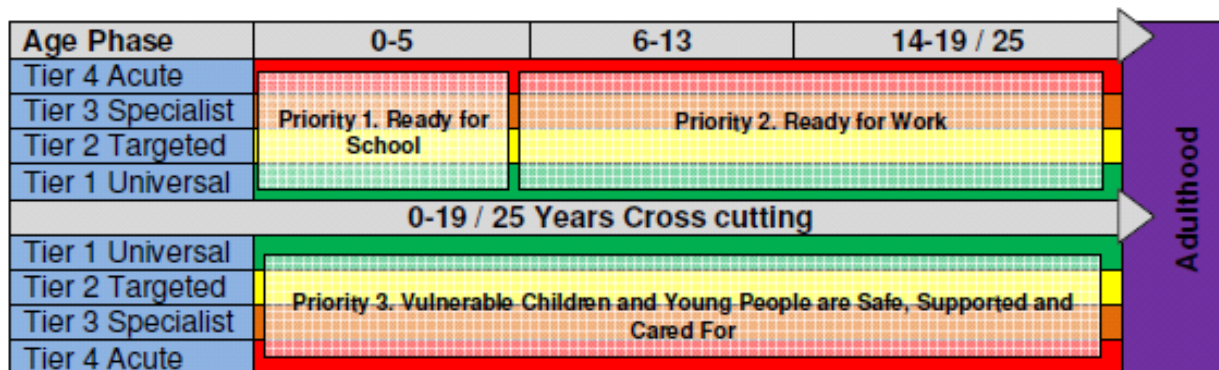 Age Phase 0-5 6-13 14-19 / 25
Tier 4 Acute
Tier 3 Specialist
Tier 2 Targeted
Tier 1 Universal
Priority 1. Ready for
School
Priority 2. Ready for Work
0-19 / 25 Years Cross cutting
Tier 1 Universal
Tier 2 Targeted
Tier 3 Specialist
Tier 4 Acute
Priority 3. Vulnerable Children and Young People are Safe, Supported and
Cared For
Adulthood